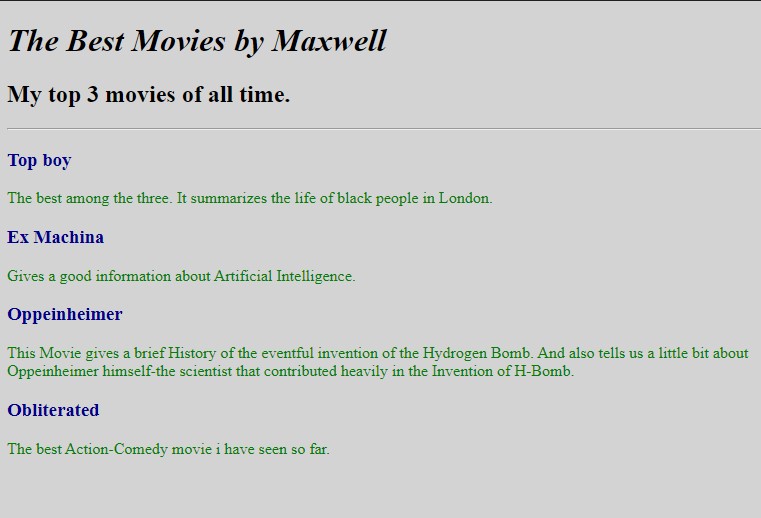 The Best Movies by Maxwell
My top 3 movies of all time.
Top boy
The best among the three. It summarizes the life of black people in London.
Ex Machina
Gives a good information about Artificial Intelligence.
Oppeinheimer
This Movie gives a brief History of the eventful invention of the Hydrogen Bomb. And also tells us a little bit about
Oppeinheimer himself-the scientist that contributed heavily in the Invention of H-Bomb.
Obliterated
The best Action-Comedy movie i have seen so far.